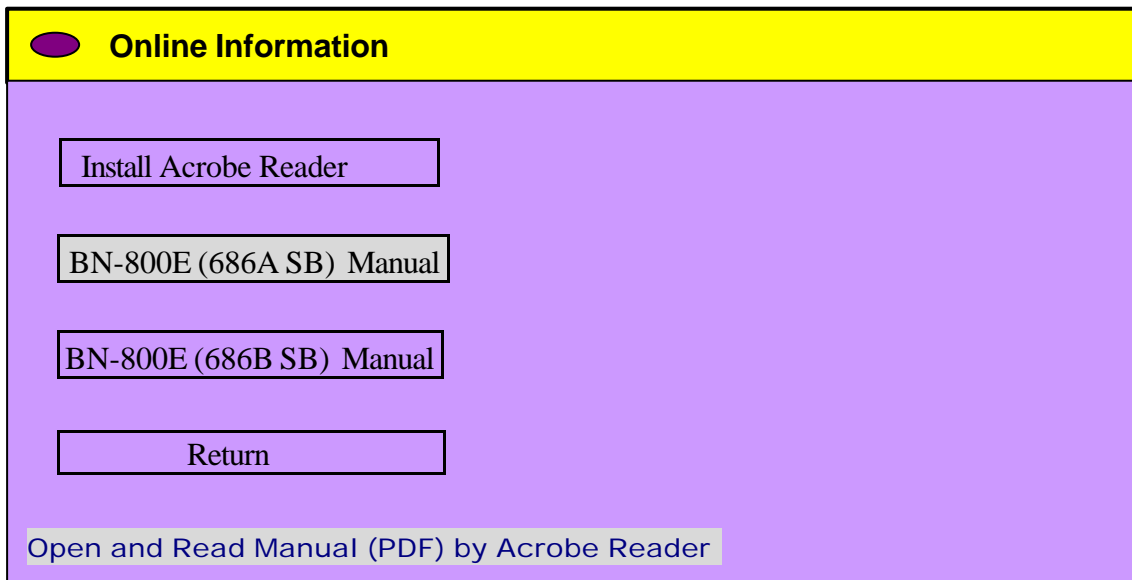 Online Information
Install Acrobe Reader
BN-800E (686A SB) Manual
BN-800E (686B SB) Manual
Return
Open and Read Manual (PDF) by Acrobe Reader